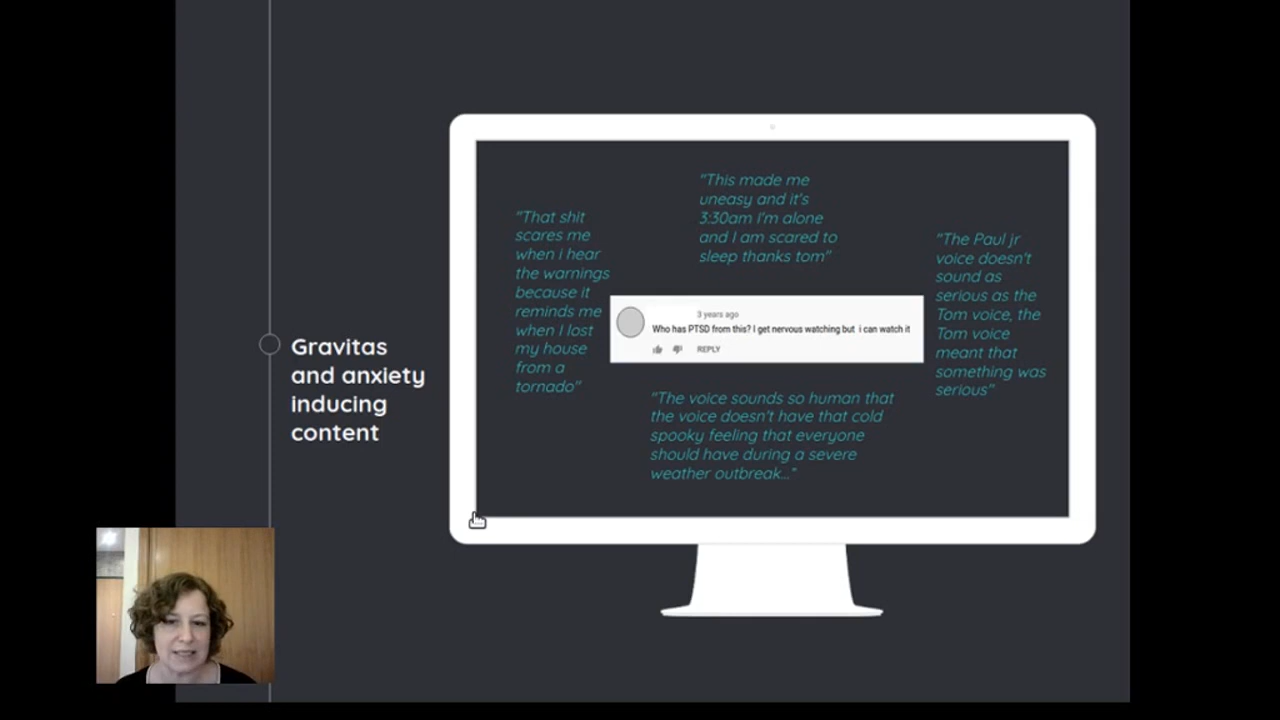 Gravitas
and anxiety
inducing
content
"That shit
scares me
when i hear
the warnings
because it
reminds me
when I lost
my house
from a
tornado"
"This made me
uneasy and it's
3:30am I'm alone
and I am scared to
sleep thanks tom"
3 years ago
Who has PTSD from this? I get nervous watching but i can watch it
REPLY
"The voice sounds so human that
the voice doesn't have that cold
spooky feeling that everyone
should have during a severe
weather outbreak..."
"The Paul jr
voice doesn't
sound as
serious as the
Tom voice, the
Tom voice
meant that
something was
serious"